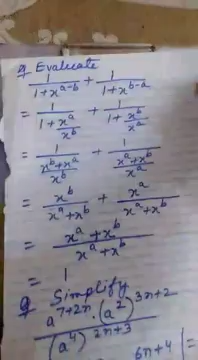 Q Evaluate
1/(1+x^(a-b)) + 1/(1+x^(b-a))
= 1/(1+x^a/x^b) + 1/(1+x^b/x^a)
= 1/((x^b+x^a)/x^b) + 1/((x^a+x^b)/x^a)
= x^b/(x^a+x^b) + x^a/(x^a+x^b)
= (x^a+x^b)/(x^a+x^b)
= 1
Q Simplify
a^(7+2n) . (a^2)^(3n+2)
(a^4)^(2n+3)
6n+4 | =